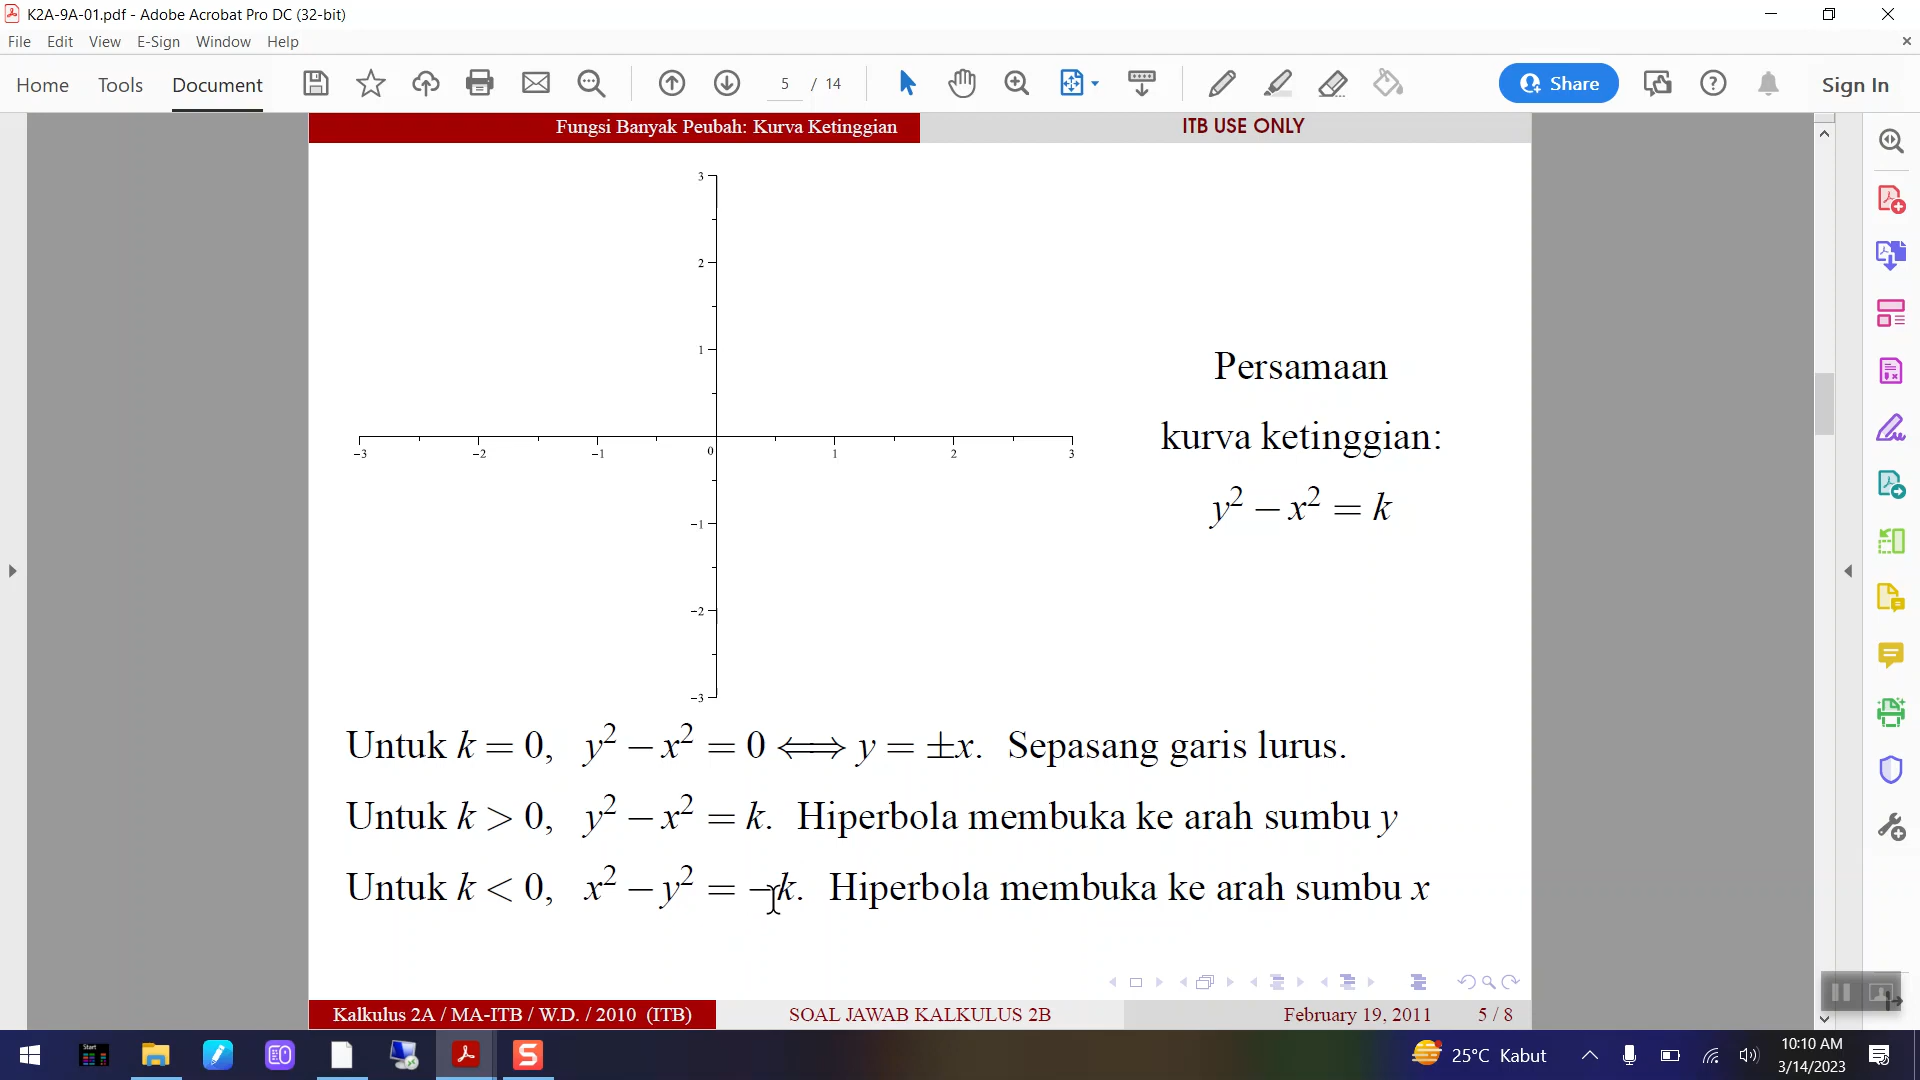 K2A-9A-01.pdf - Adobe Acrobat Pro DC (32-bit)
File Edit View E-Sign Window Help
Home Tools Document 5 / 14 Share Sign In
Fungsi Banyak Peubah: Kurva Ketinggian ITB USE ONLY
3
2
1
−3 −2 −1 0 1 2 3
−1
−2
−3
Persamaan
kurva ketinggian:
y² − x² = k
Untuk k = 0, y² − x² = 0 ⟺ y = ±x. Sepasang garis lurus.
Untuk k > 0, y² − x² = k. Hiperbola membuka ke arah sumbu y
Untuk k < 0, x² − y² = −k. Hiperbola membuka ke arah sumbu x
Kalkulus 2A / MA-ITB / W.D. / 2010 (ITB) SOAL JAWAB KALKULUS 2B February 19, 2011 5 / 8
Start 25°C Kabut 10:10 AM
3/14/2023